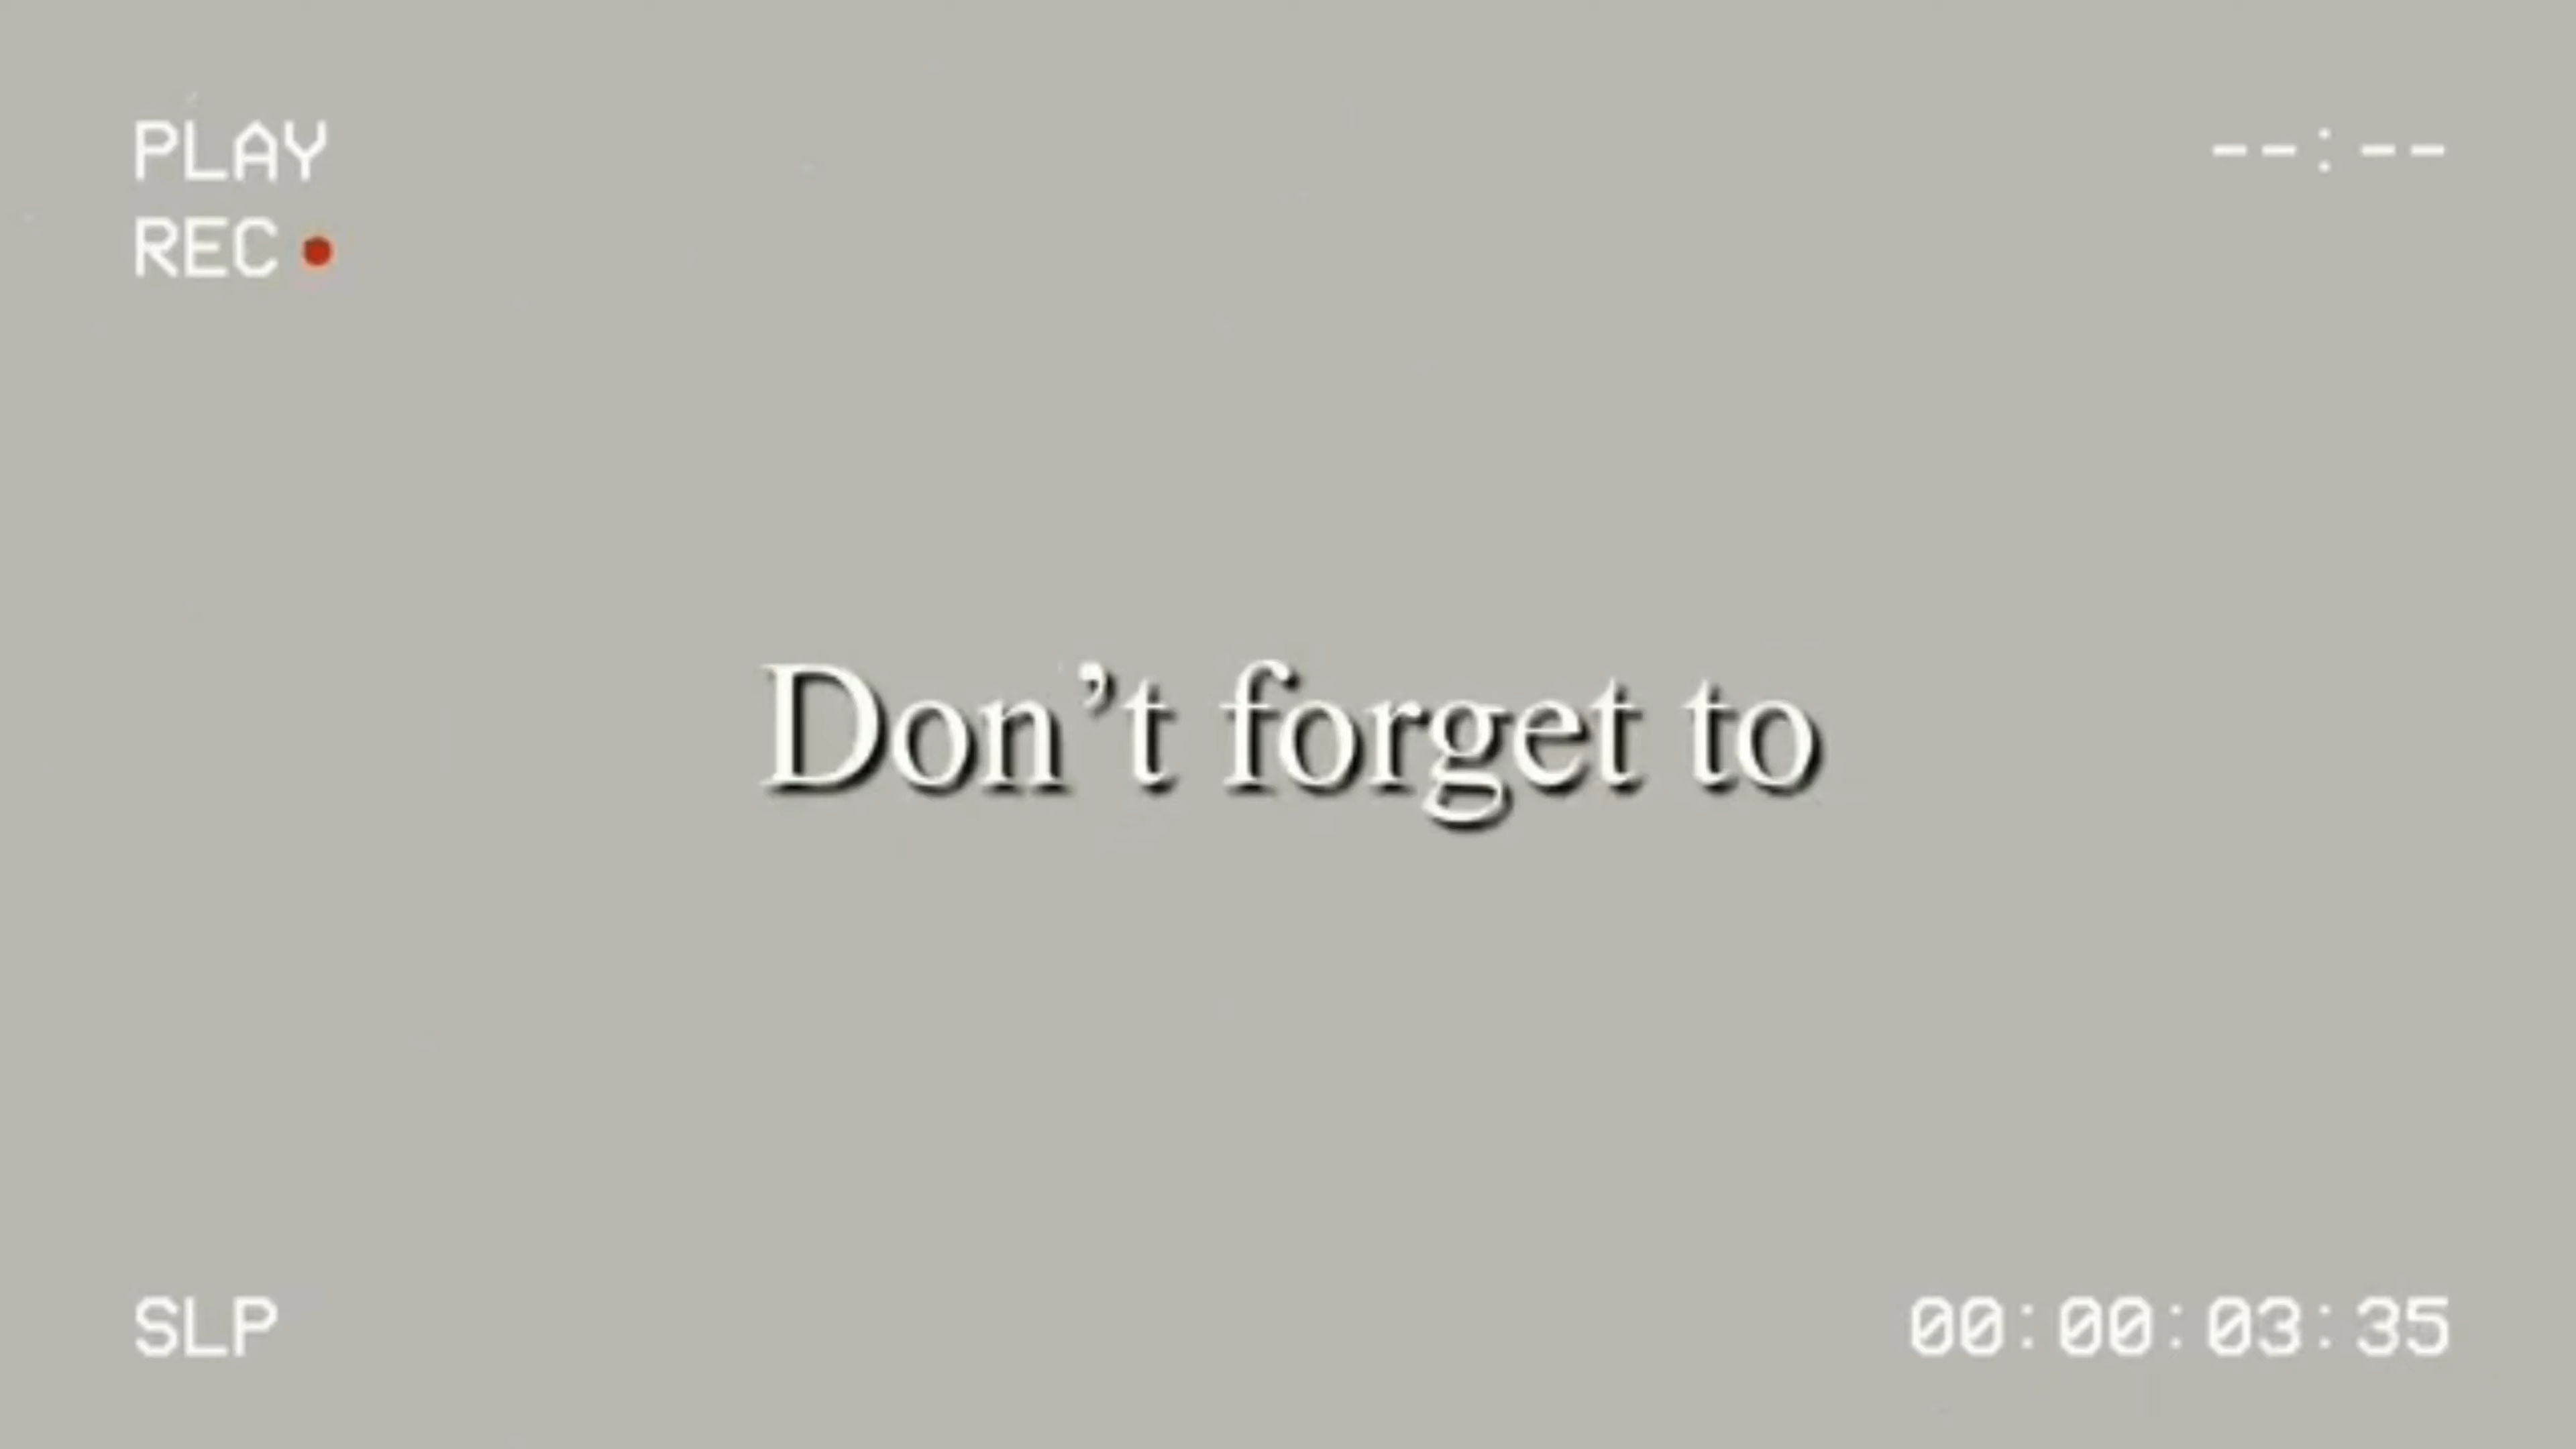 PLAY
--:--
REC
Don’t forget to
SLP
00:00:03:35